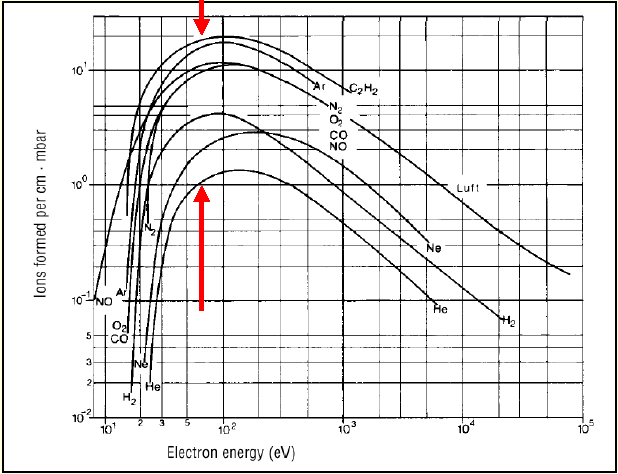 10¹
C₂H₂
Ar
N₂
O₂
CO
NO
Luft
10⁰
N₂
Ne
Ions formed per cm · mbar
10⁻¹
NO
Ar
He
H₂
O₂
CO
5
3
Ne
He
2
H₂
10⁻²
10¹ 2 3 5 10² 10³ 10⁴ 10⁵
Electron energy (eV)